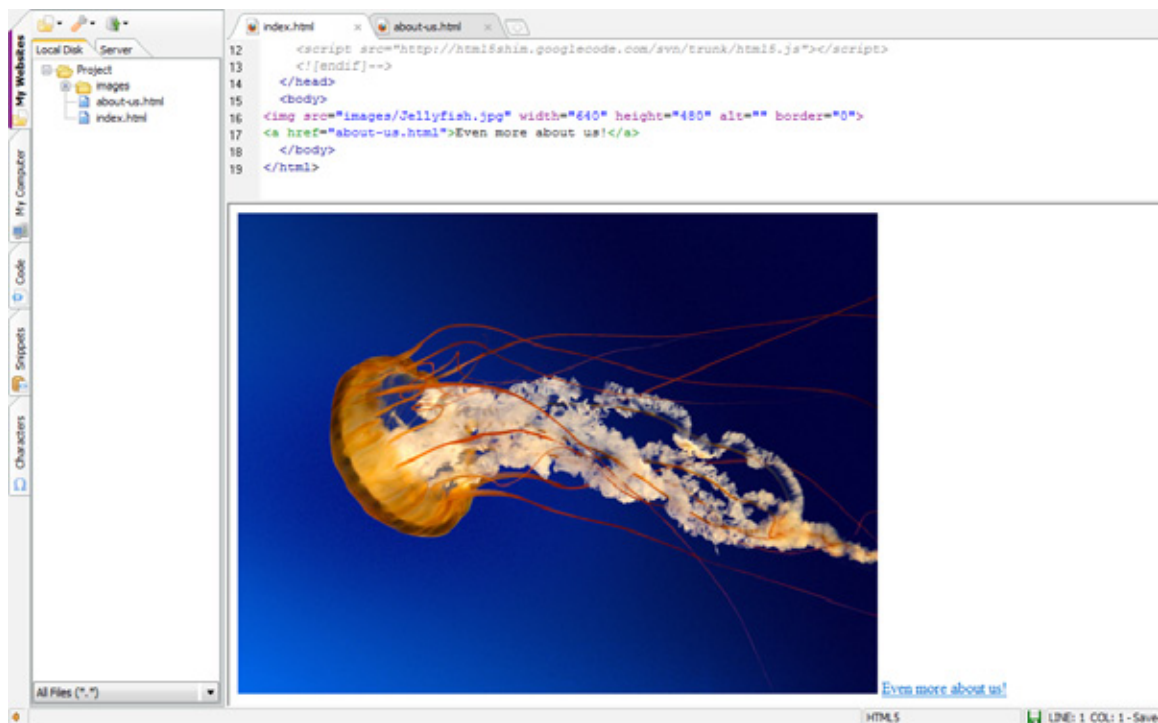 My Websites
My Computer
Code
Snippets
Characters
Local Disk
Server
Project
images
about-us.html
index.html
All Files (*.*)
index.html
about-us.html
12 <script src="http://html5shim.googlecode.com/svn/trunk/html5.js"></script>
13 <![endif]-->
14 </head>
15 <body>
16 <img src="images/Jellyfish.jpg" width="640" height="480" alt="" border="0">
17 <a href="about-us.html">Even more about us!</a>
18 </body>
19 </html>
Even more about us!
HTML5
LINE: 1 COL: 1 - Save